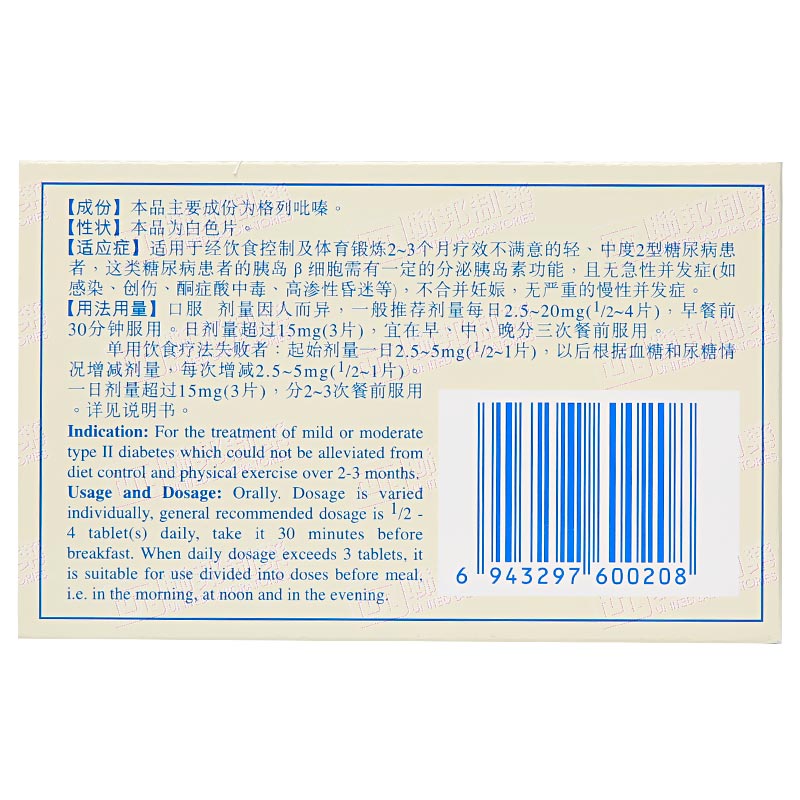 【成份】本品主要成份为格列吡嗪。
【性状】本品为白色片。
【适应症】适用于经饮食控制及体育锻炼2~3个月疗效不满意的轻、中度2型糖尿病患
者，这类糖尿病患者的胰岛β细胞需有一定的分泌胰岛素功能，且无急性并发症(如
感染、创伤、酮症酸中毒、高渗性昏迷等)，不合并妊娠，无严重的慢性并发症。
【用法用量】口服 剂量因人而异，一般推荐剂量每日2.5~20mg(1/2~4片)，早餐前
30分钟服用。日剂量超过15mg(3片)，宜在早、中、晚分三次餐前服用。
单用饮食疗法失败者：起始剂量一日2.5~5mg(1/2~1片)，以后根据血糖和尿糖情
况增减剂量，每次增减2.5~5mg(1/2~1片)。
一日剂量超过15mg(3片)，分2~3次餐前服用
。详见说明书。
Indication: For the treatment of mild or moderate
type II diabetes which could not be alleviated from
diet control and physical exercise over 2-3 months.
Usage and Dosage: Orally. Dosage is varied
individually, general recommended dosage is 1/2 -
4 tablet(s) daily, take it 30 minutes before
breakfast. When daily dosage exceeds 3 tablets, it
is suitable for use divided into doses before meal,
i.e. in the morning, at noon and in the evening.
6 943297 600208